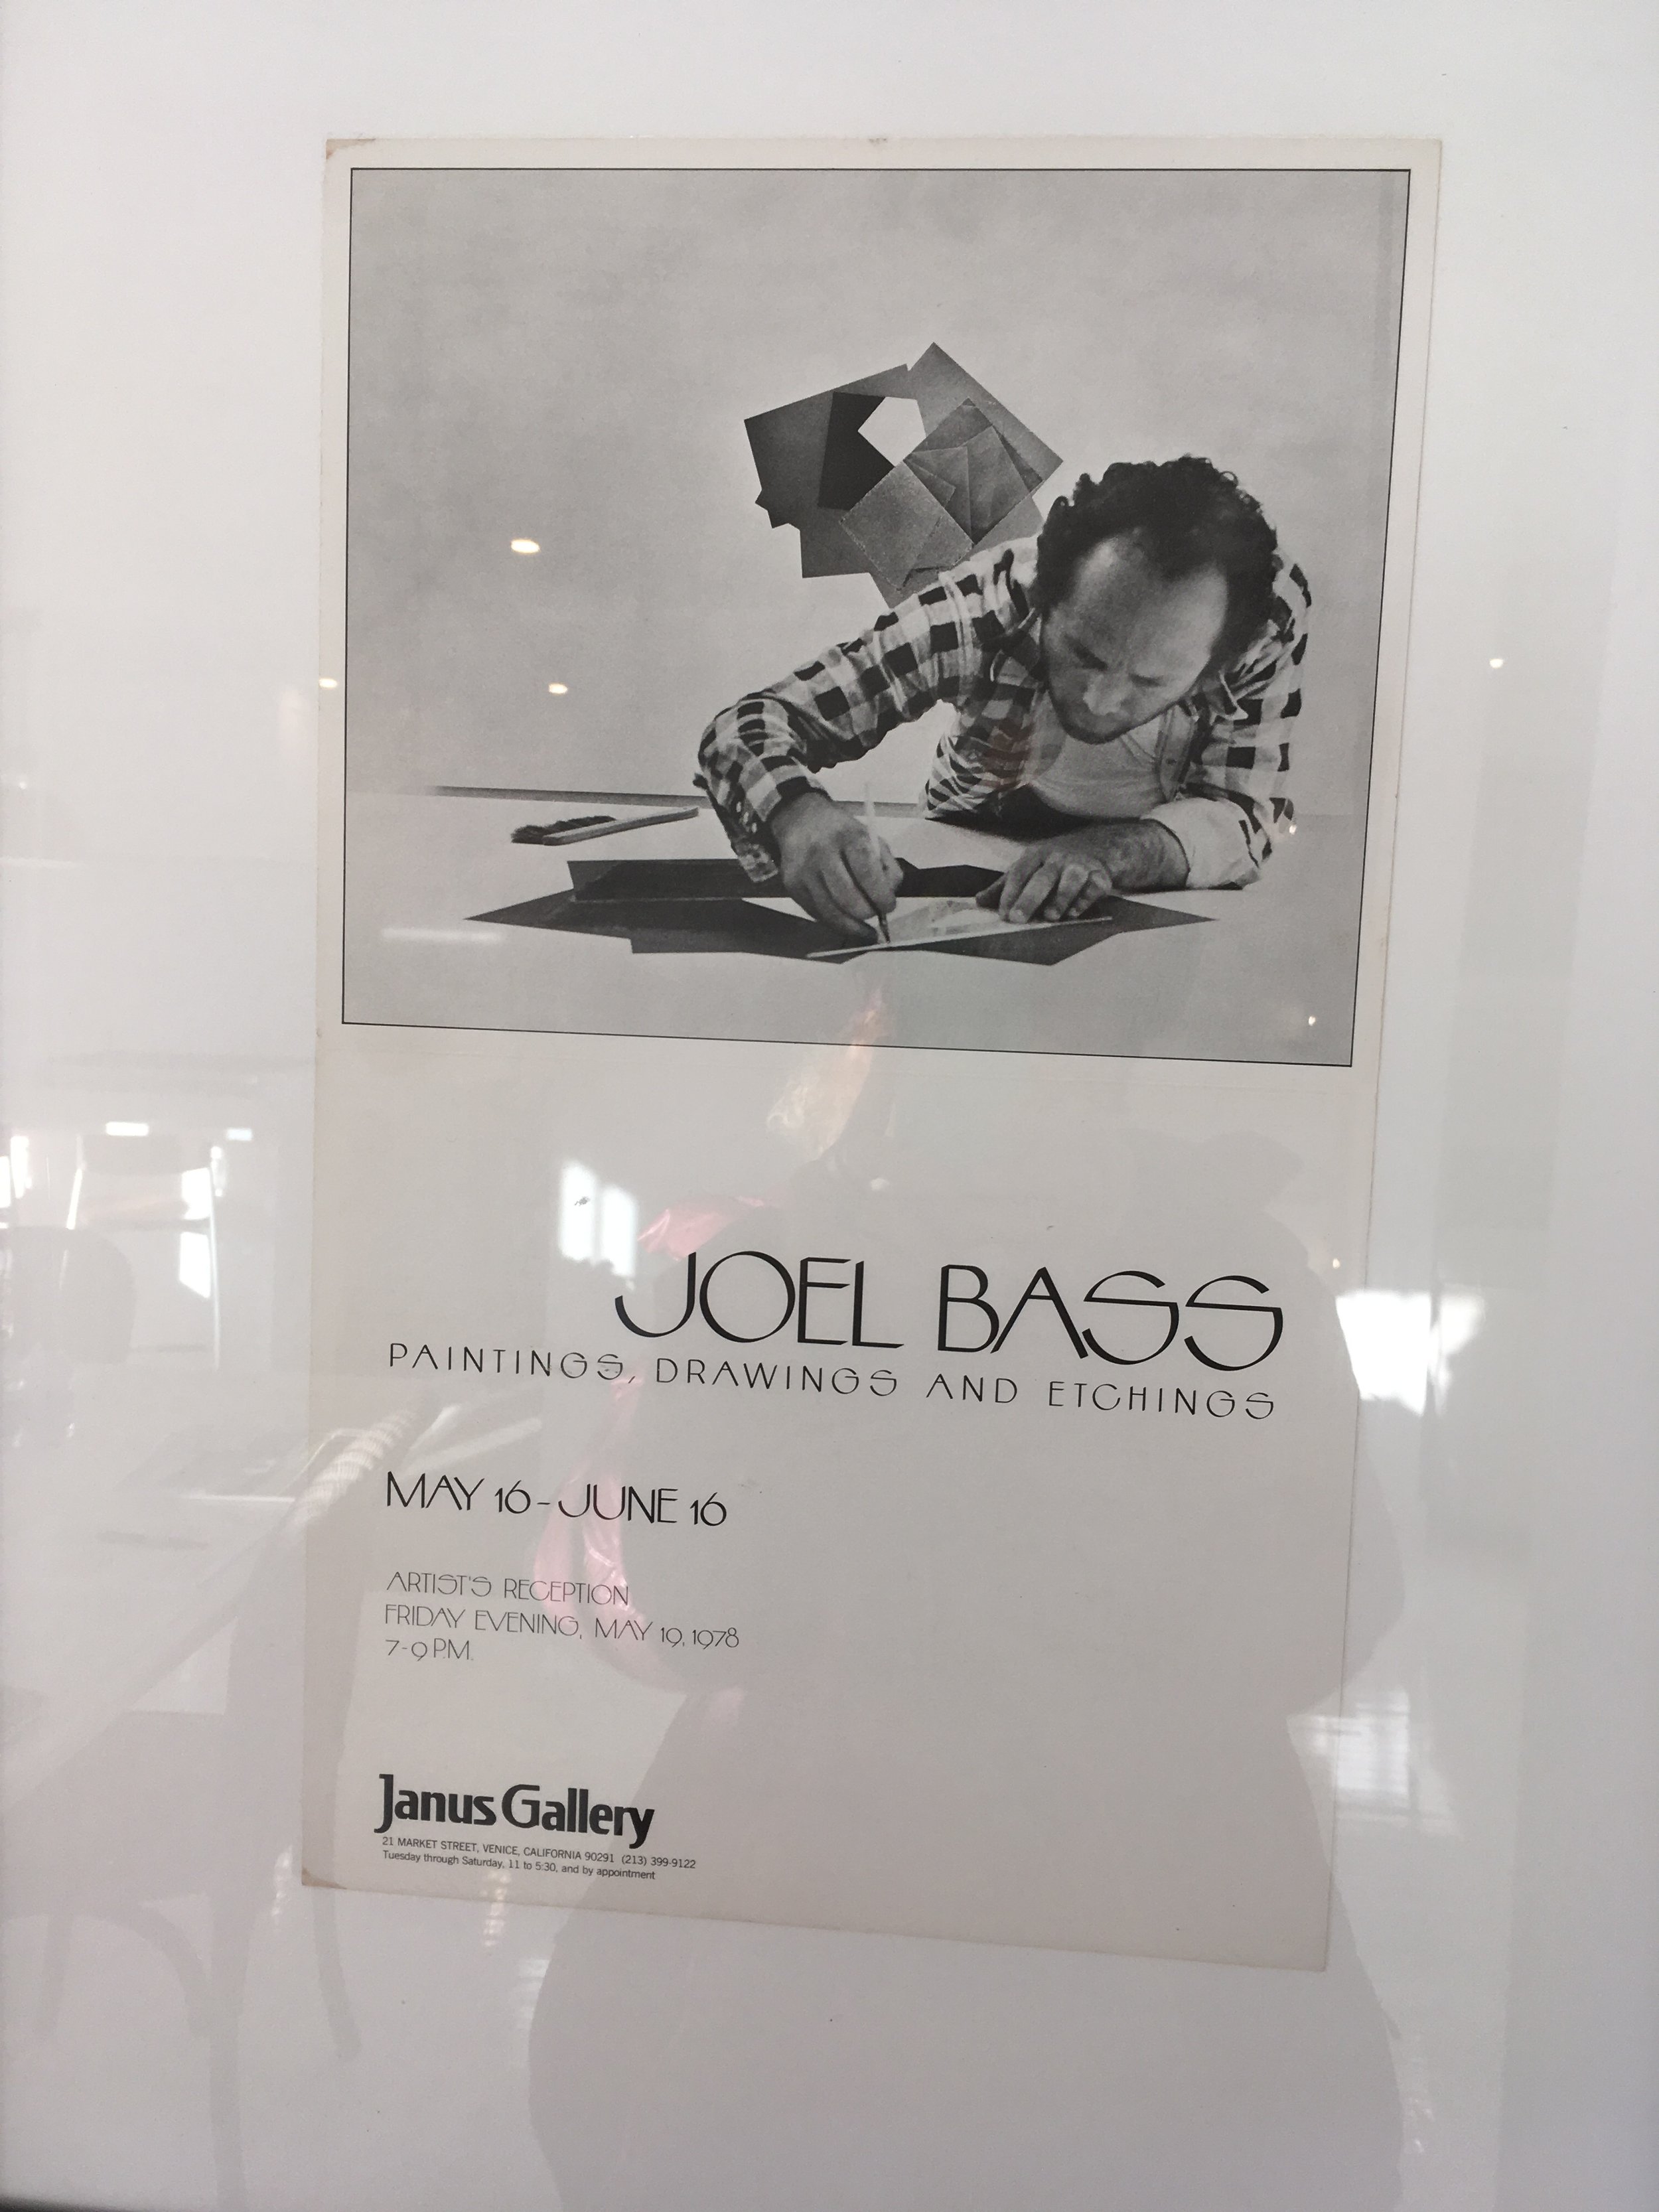 JOEL BASS
PAINTINGS, DRAWINGS AND ETCHINGS
MAY 16-JUNE 16
ARTIST'S RECEPTION
FRIDAY EVENING, MAY 19, 1978
7-9 P.M.
Janus Gallery
21 MARKET STREET, VENICE, CALIFORNIA 90291 (213) 399-9122
Tuesday through Saturday, 11 to 5:30, and by appointment